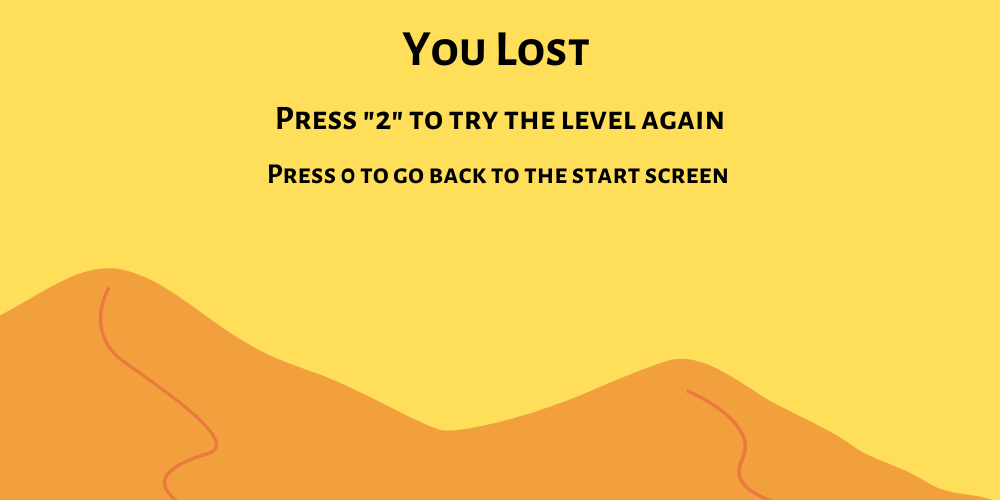 You Lost
Press "2" to try the level again
Press 0 to go back to the start screen